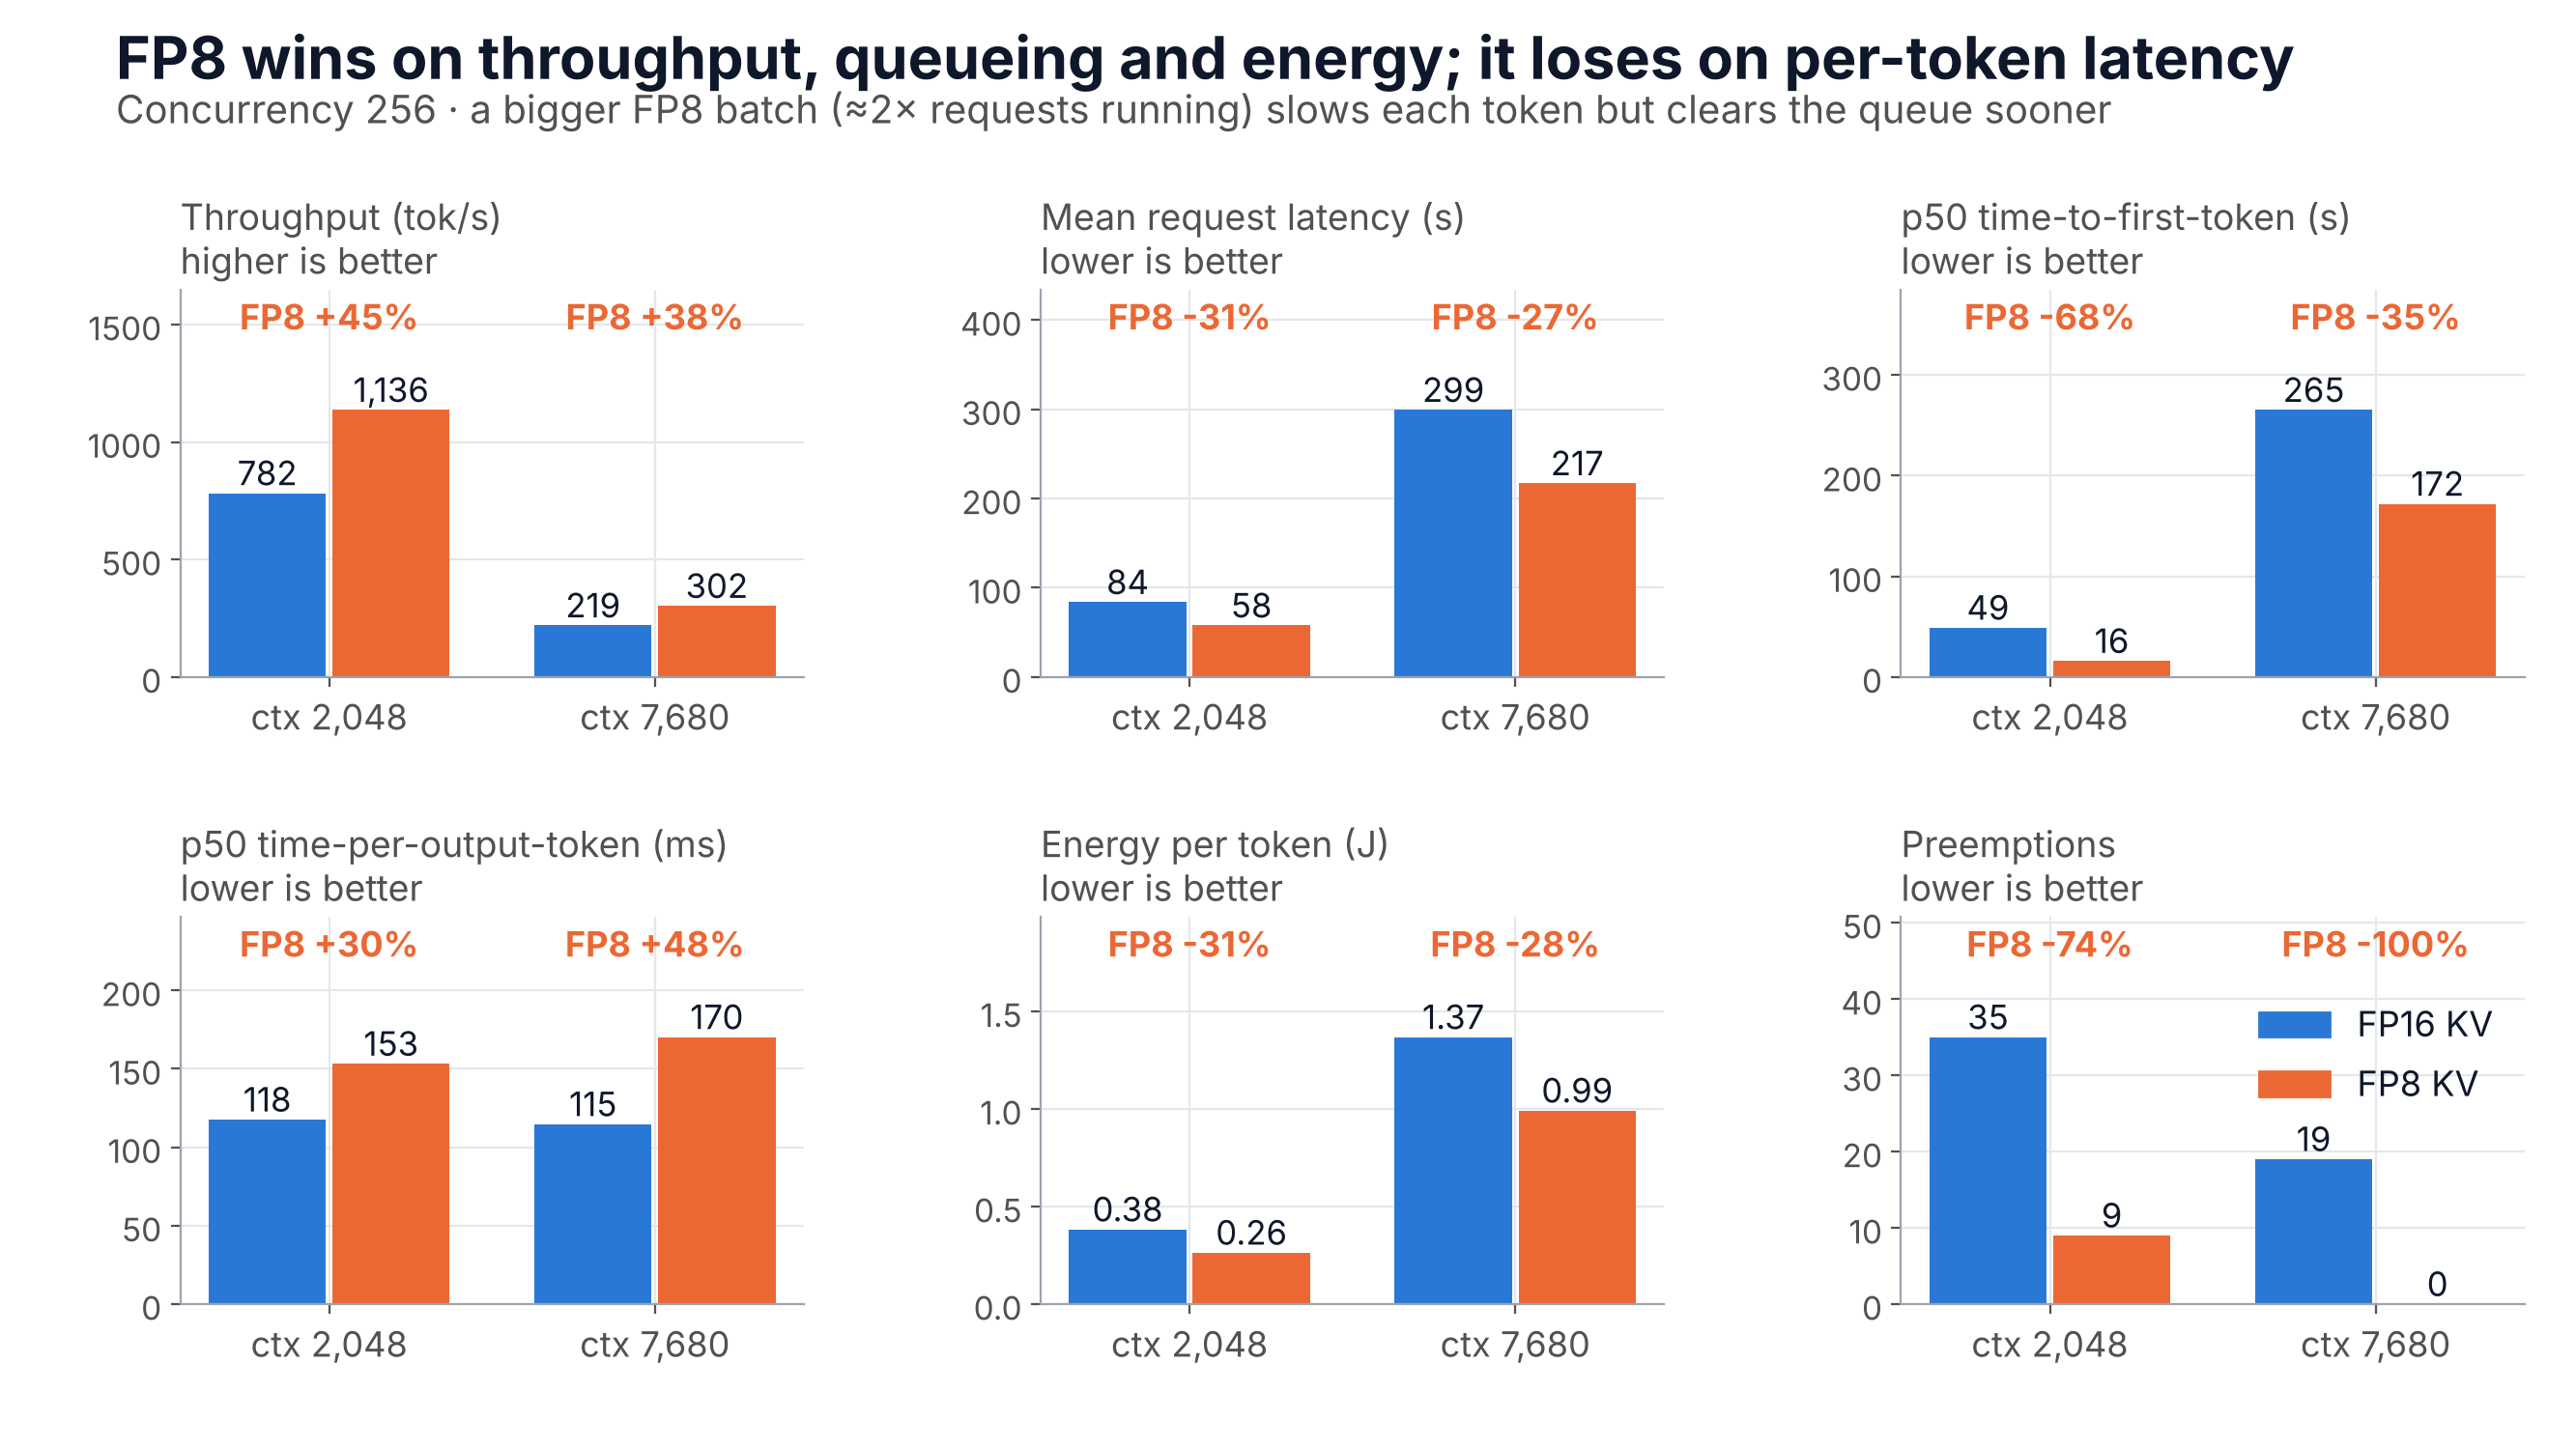 FP8 wins on throughput, queueing and energy; it loses on per-token latency
Concurrency 256 · a bigger FP8 batch (≈2× requests running) slows each token but clears the queue sooner
Throughput (tok/s)
higher is better
FP8 +45%
FP8 +38%
1500
1000
500
0
782
1,136
219
302
ctx 2,048
ctx 7,680
Mean request latency (s)
lower is better
FP8 -31%
FP8 -27%
400
300
200
100
0
84
58
299
217
ctx 2,048
ctx 7,680
p50 time-to-first-token (s)
lower is better
FP8 -68%
FP8 -35%
300
200
100
0
49
16
265
172
ctx 2,048
ctx 7,680
p50 time-per-output-token (ms)
lower is better
FP8 +30%
FP8 +48%
200
150
100
50
0
118
153
115
170
ctx 2,048
ctx 7,680
Energy per token (J)
lower is better
FP8 -31%
FP8 -28%
1.5
1.0
0.5
0.0
0.38
0.26
1.37
0.99
ctx 2,048
ctx 7,680
Preemptions
lower is better
FP8 -74%
FP8 -100%
50
40
30
20
10
0
35
9
19
0
FP16 KV
FP8 KV
ctx 2,048
ctx 7,680